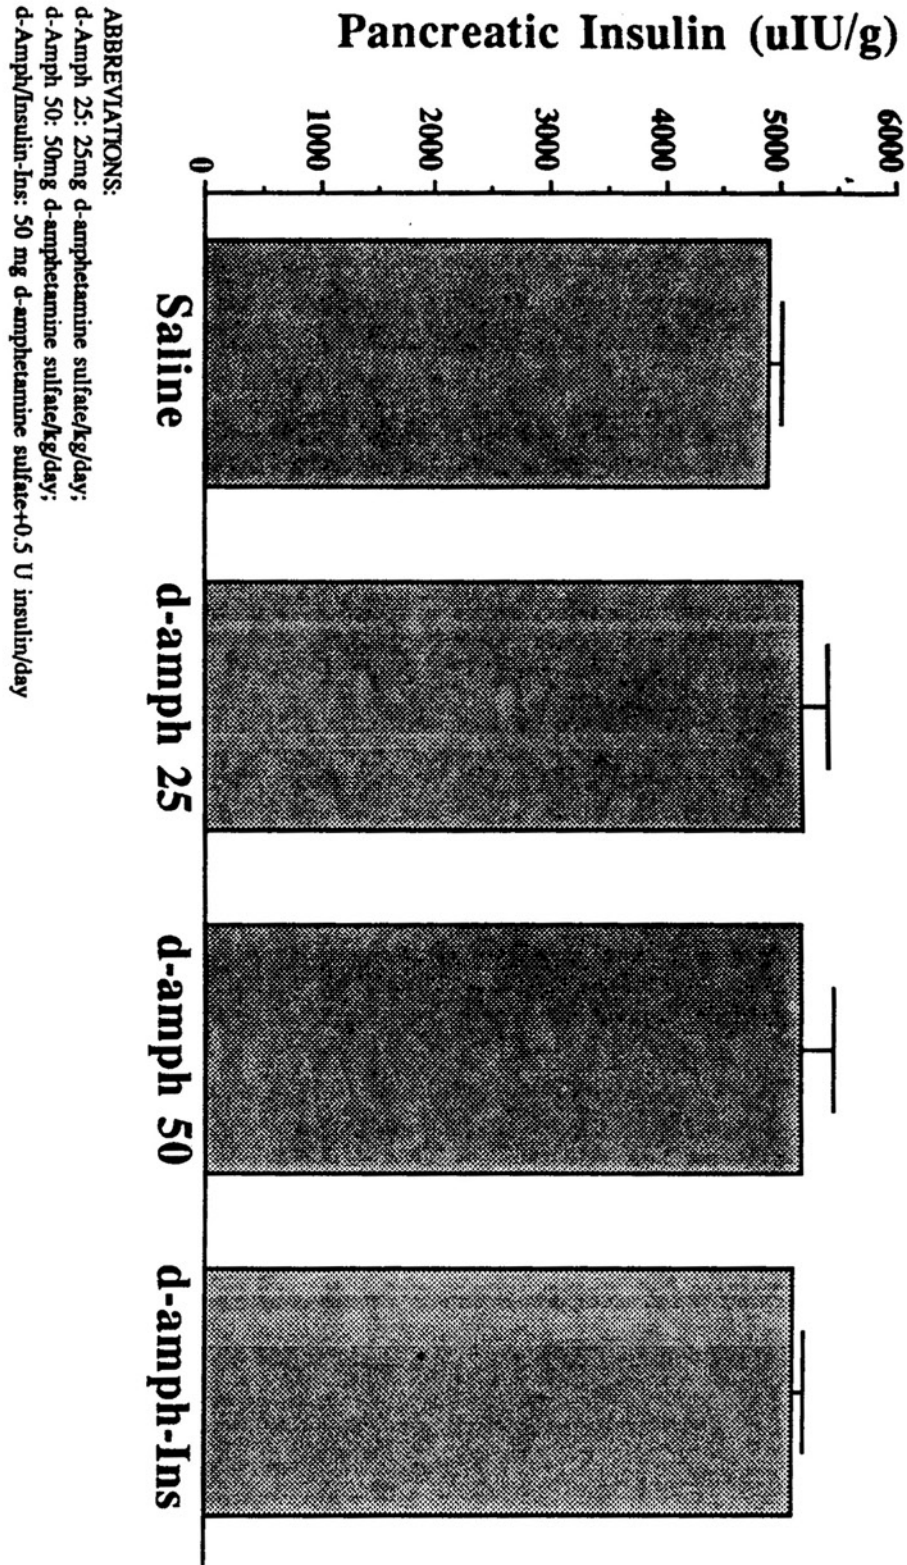 Pancreatic Insulin (uIU/g)
6000
5000
4000
3000
2000
1000
0
Saline
d-amph 25
d-amph 50
d-amph-Ins
ABBREVIATIONS:
d-Amph 25: 25mg d-amphetamine sulfate/kg/day;
d-Amph 50: 50mg d-amphetamine sulfate/kg/day;
d-Amph/Insulin-Ins: 50 mg d-amphetamine sulfate+0.5 U insulin/day